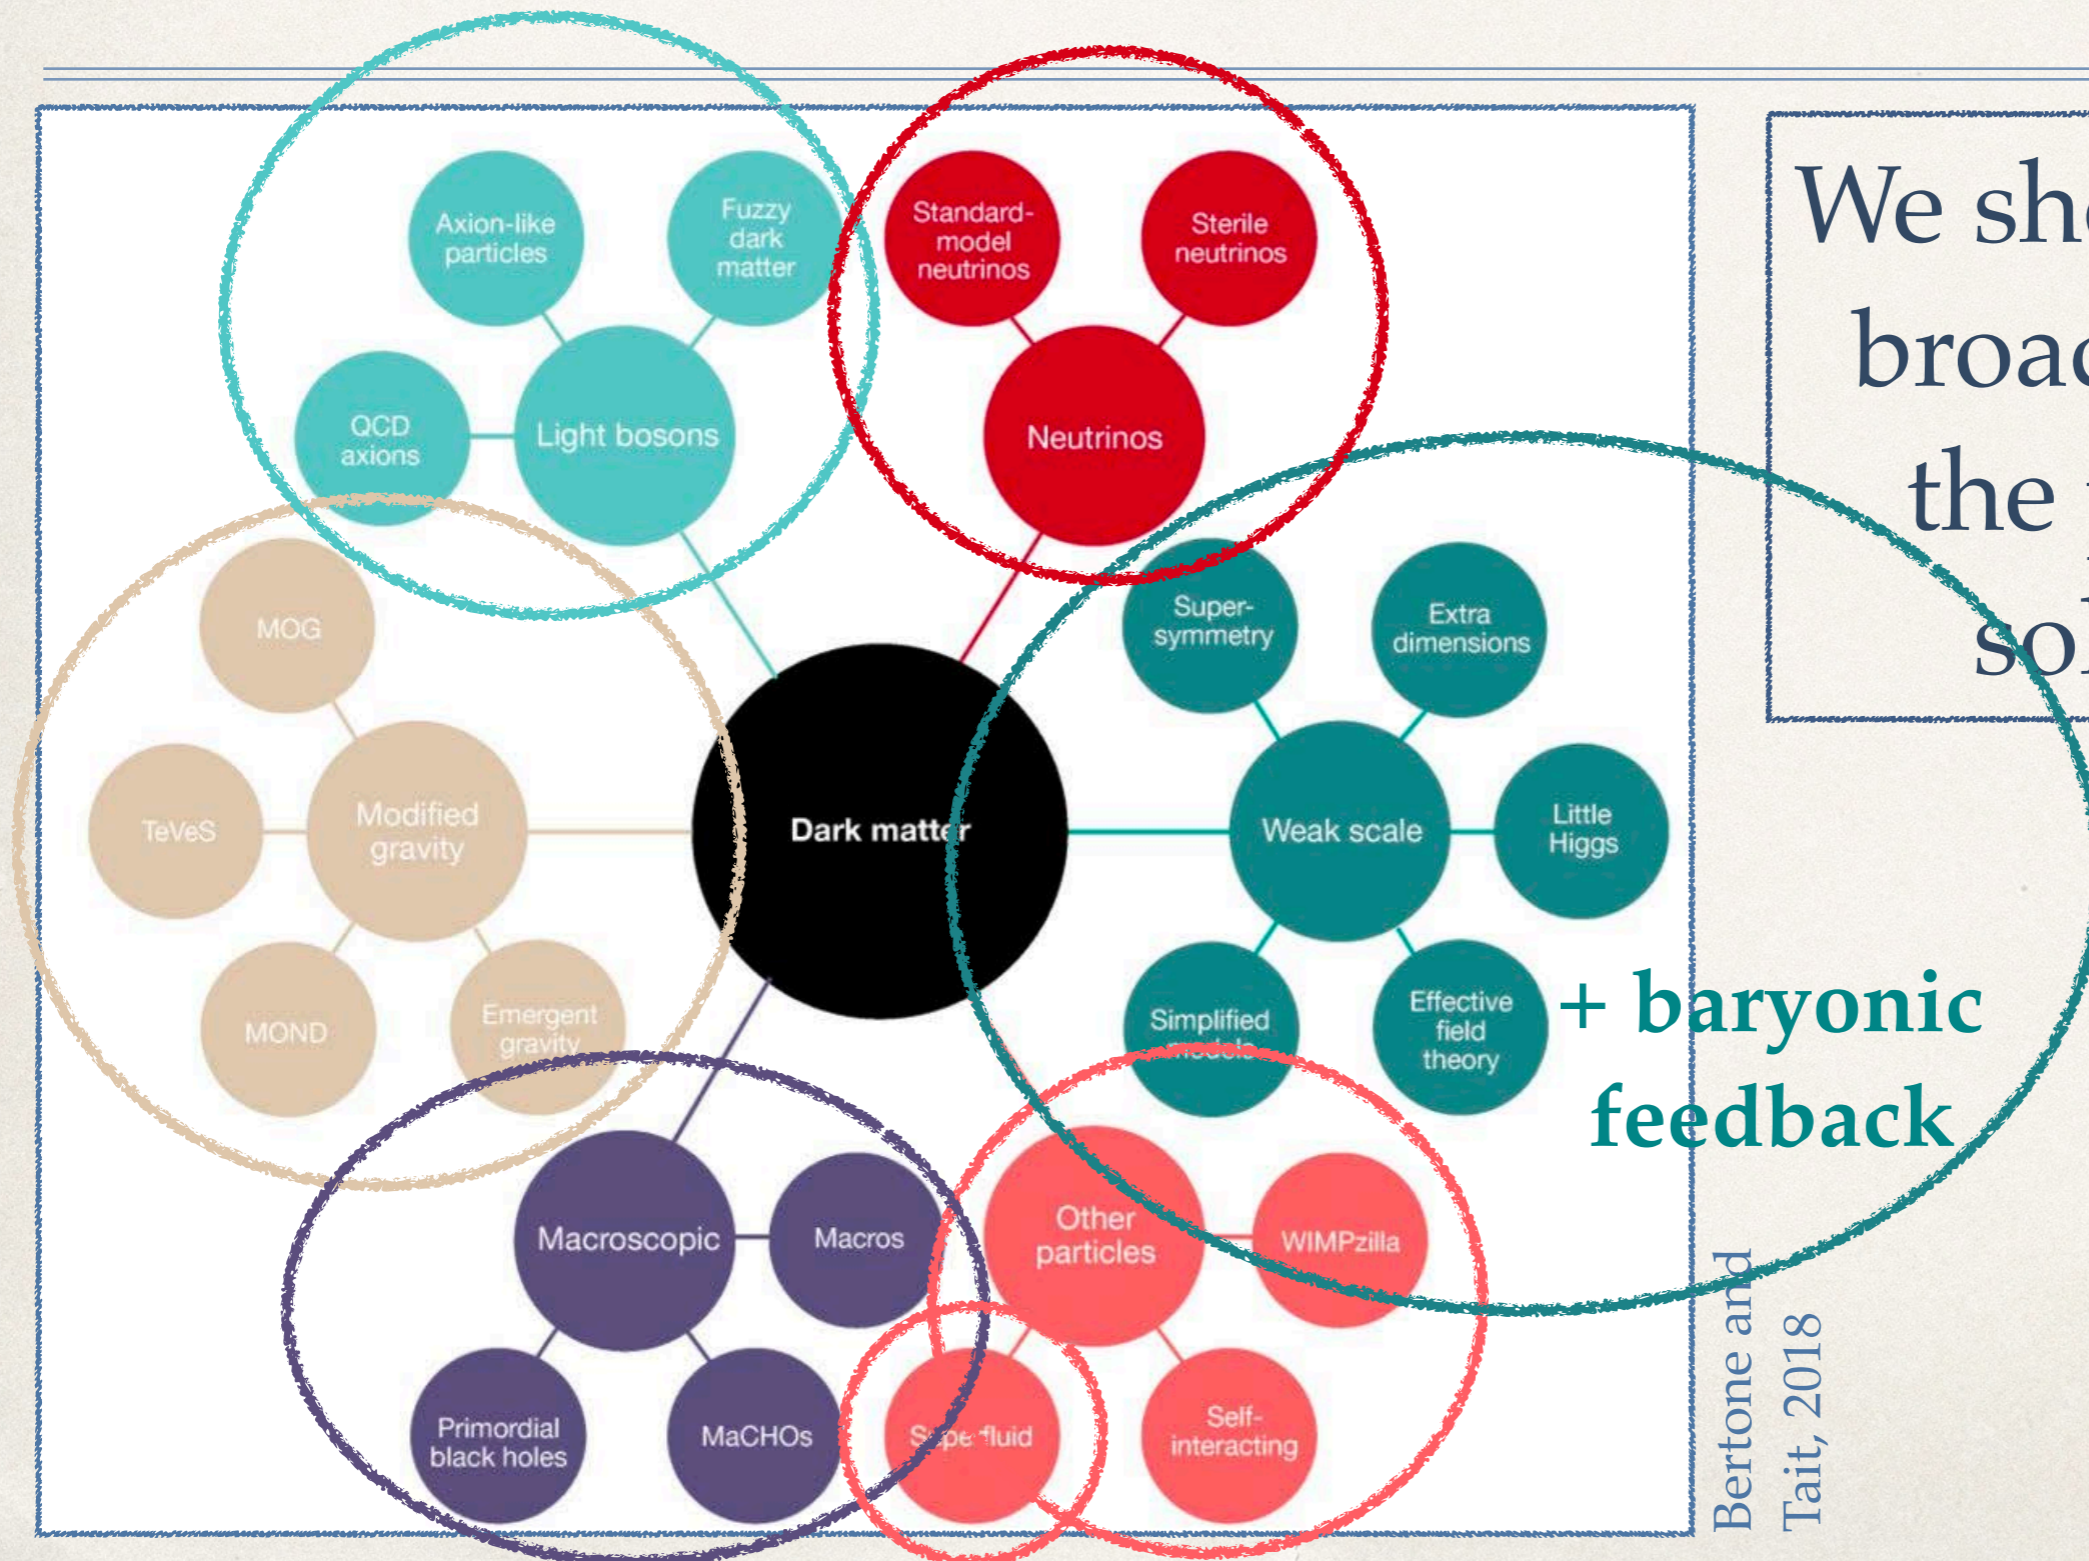 Axion-like
particles
Fuzzy
dark
matter
QCD
axions
Light bosons
Standard-
model
neutrinos
Sterile
neutrinos
Neutrinos
MOG
TeVeS
Modified
gravity
MOND
Emergent
gravity
Dark matter
Super-
symmetry
Extra
dimensions
Weak scale
Little
Higgs
Simplified
models
Effective
field
theory
+ baryonic
feedback
Macroscopic
Macros
Primordial
black holes
MaCHOs
Other
particles
WIMPzilla
Superfluid
Self-
interacting
Bertone and
Tait, 2018
We
the